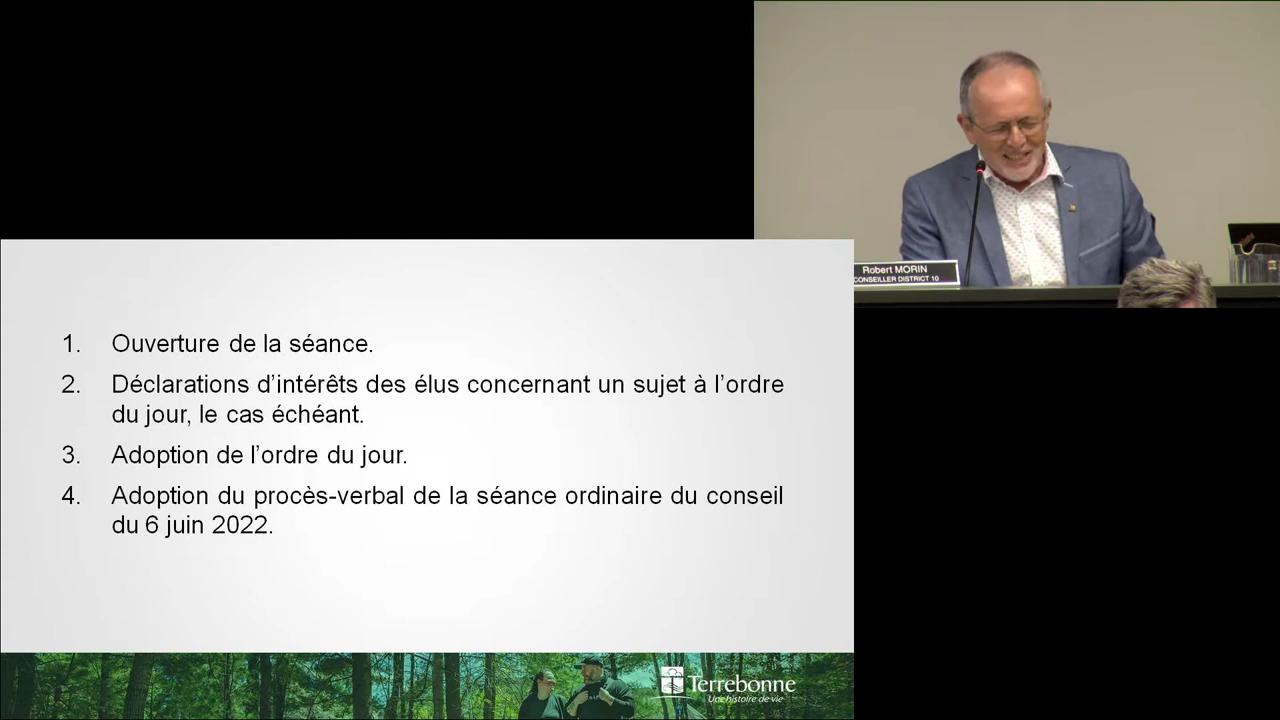 Robert MORIN
CONSEILLER DISTRICT 10
1. Ouverture de la séance.
2. Déclarations d’intérêts des élus concernant un sujet à l’ordre
du jour, le cas échéant.
3. Adoption de l’ordre du jour.
4. Adoption du procès-verbal de la séance ordinaire du conseil
du 6 juin 2022.
Terrebonne
Une histoire de vie